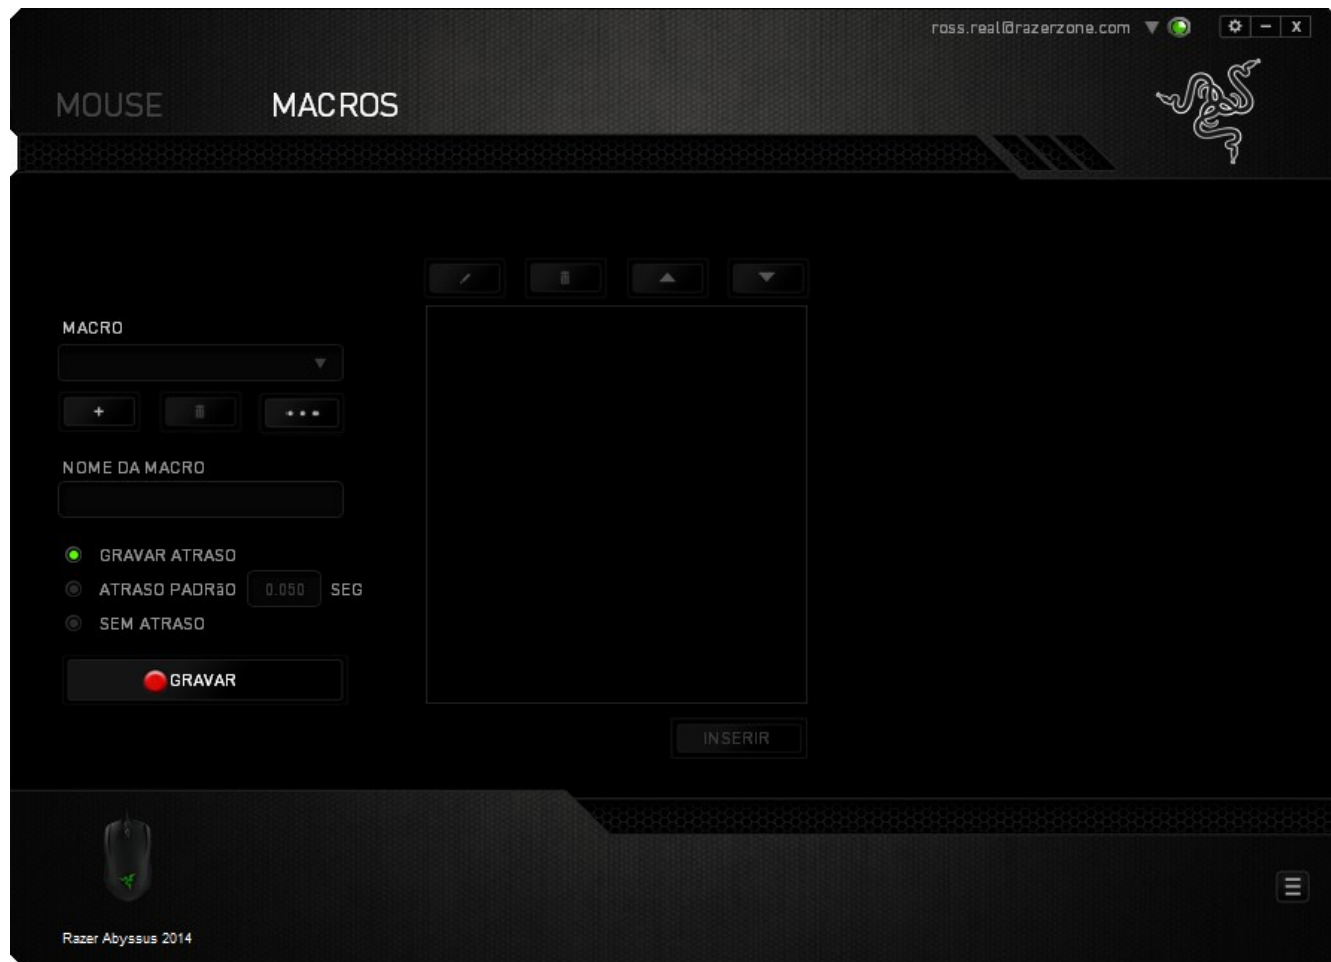 ross.real@razerzone.com
X
MOUSE MACROS
MACRO
NOME DA MACRO
GRAVAR ATRASO
ATRASO PADRãO 0.050 SEG
SEM ATRASO
GRAVAR
INSERIR
Razer Abyssus 2014